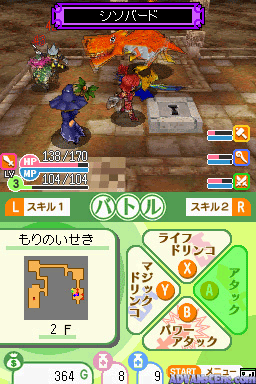 シソバード
HP 138/170
LV MP 104/104
3
L スキル1 バトル スキル2 R
もりのいせき
2 F
ライフドリンコ
X
マジックドリンコ
Y
アタック
A
B
パワーアタック
START メニュー
364 G 8 9
ADVANSCENE.COM